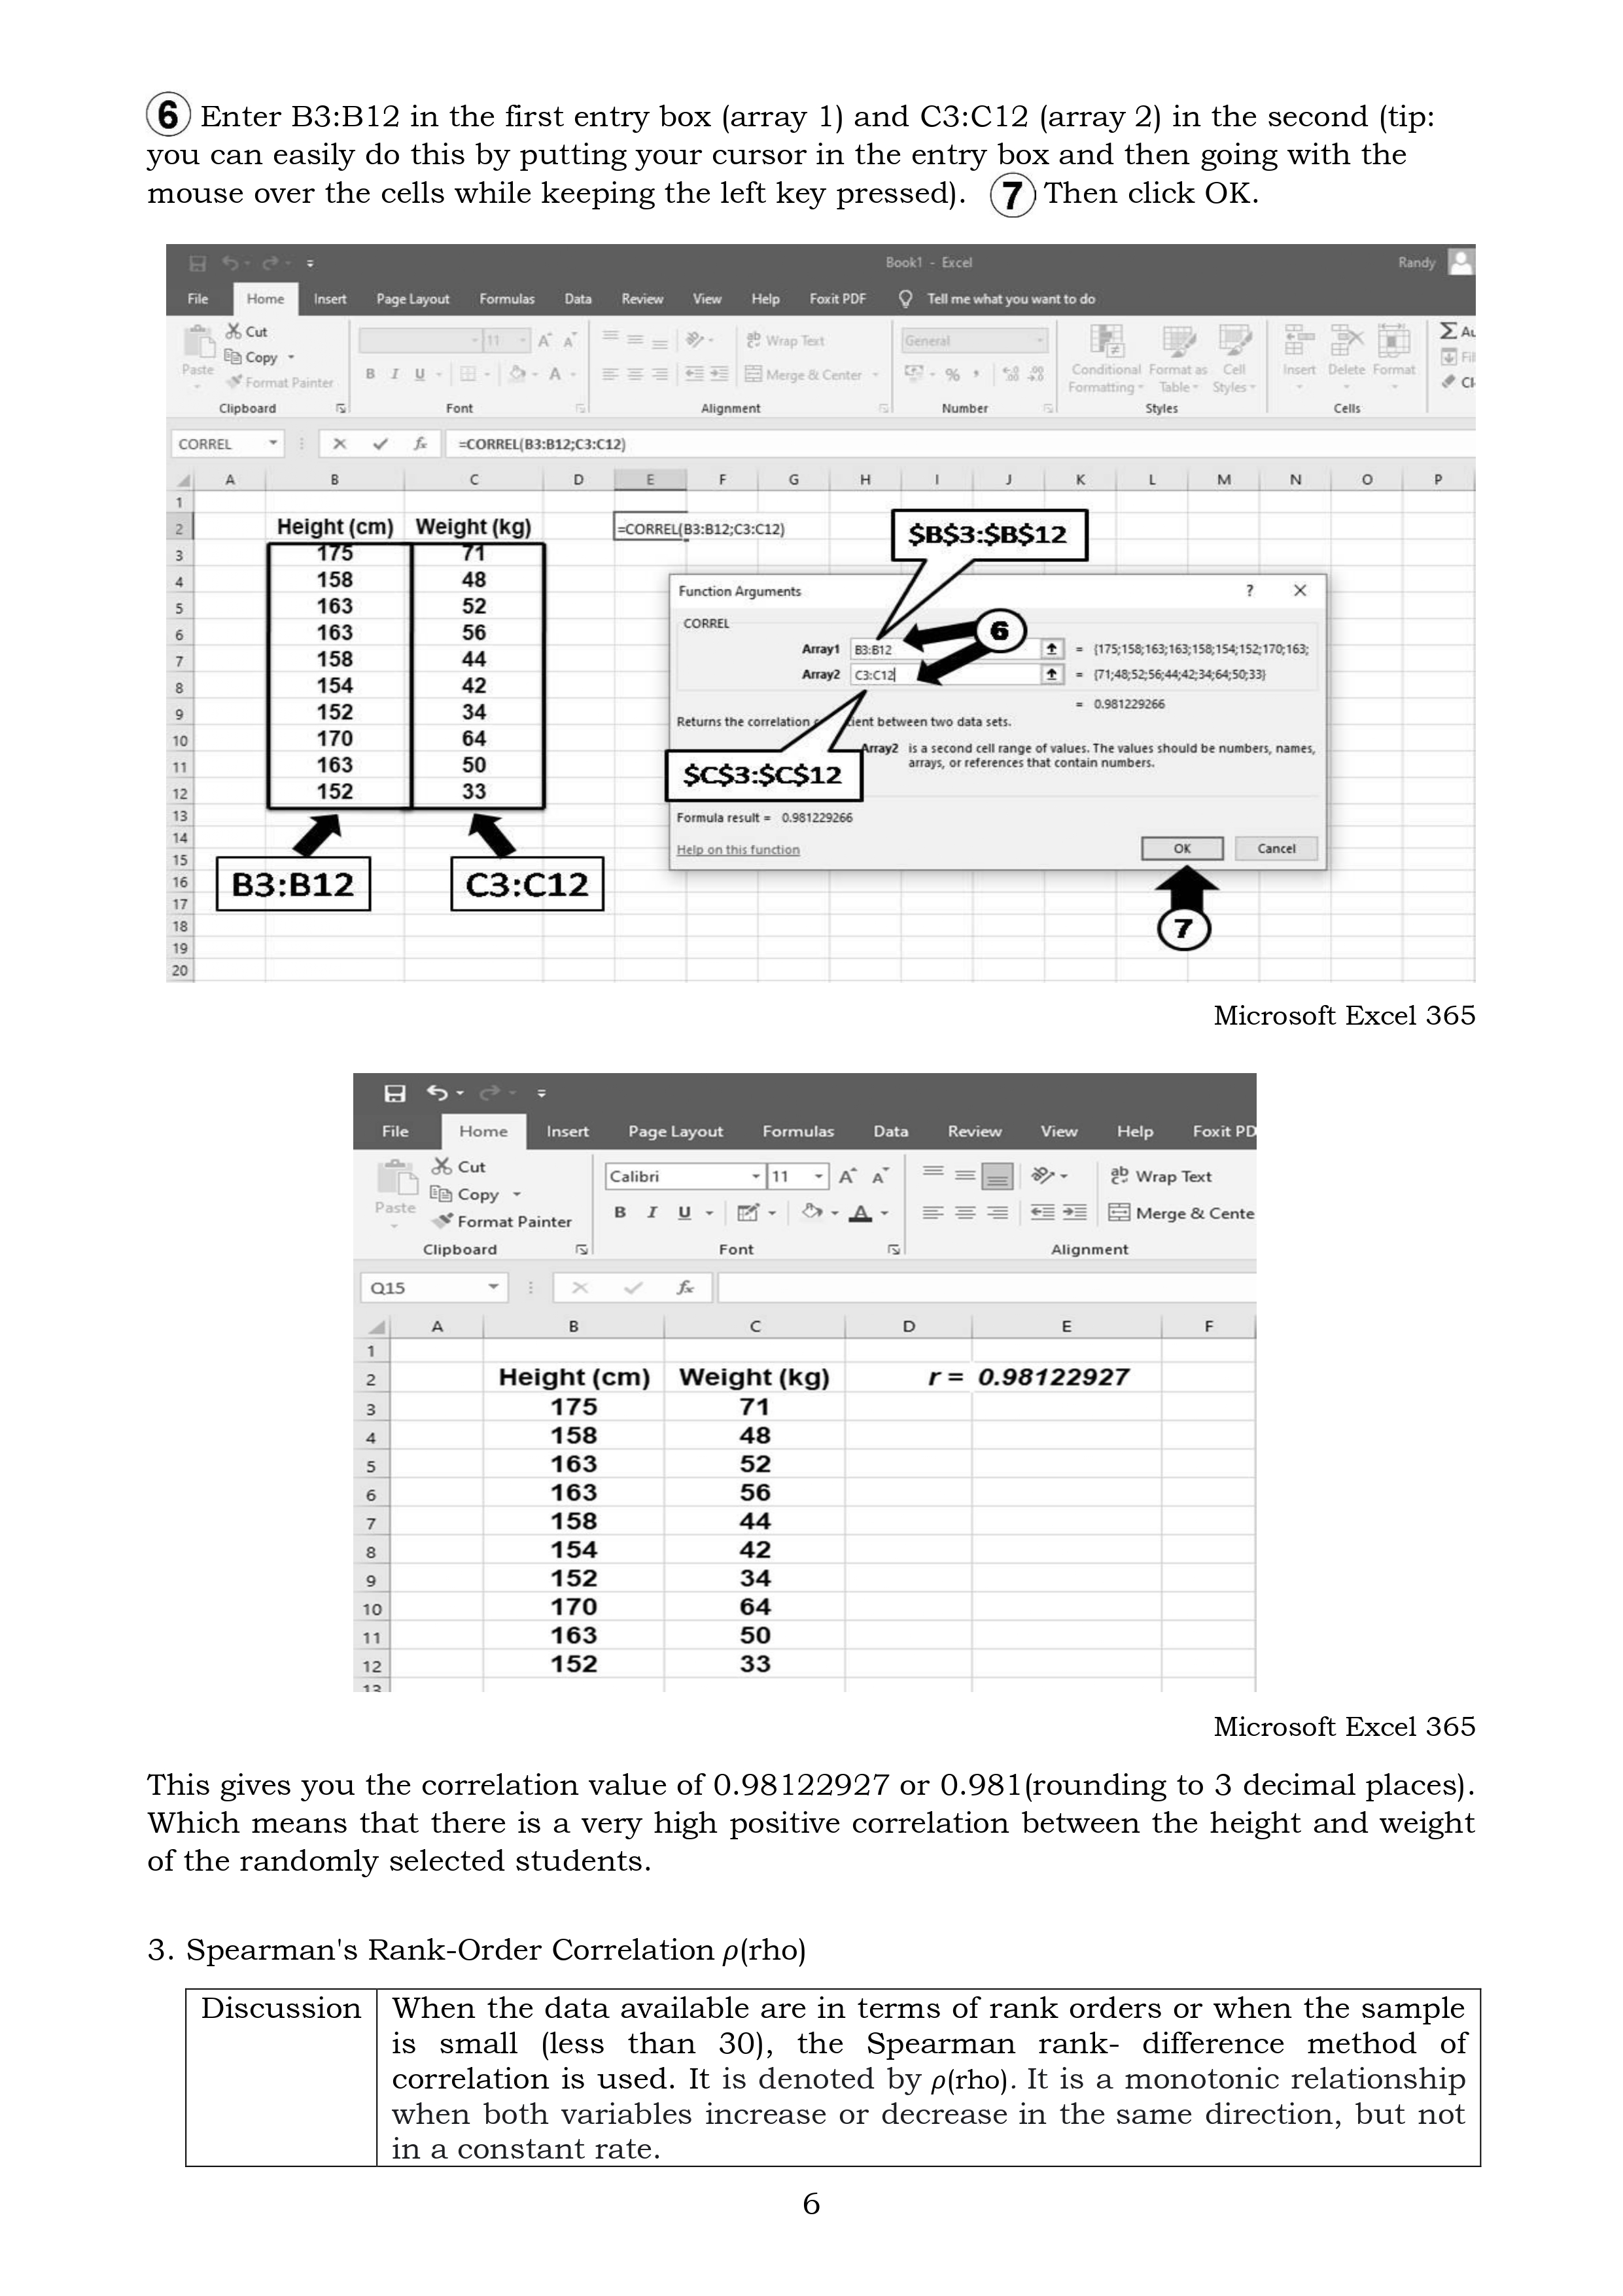 6 Enter B3:B12 in the first entry box (array 1) and C3:C12 (array 2) in the second (tip:
you can easily do this by putting your cursor in the entry box and then going with the
mouse over the cells while keeping the left key pressed). 7 Then click OK.
Book1 - Excel Randy
File Home Insert Page Layout Formulas Data Review View Help Foxit PDF Tell me what you want to do
Cut
Copy
Paste
Format Painter
11 A A
Wrap Text
General
B I U A
Merge & Center
% ,
Conditional Format as Cell
Formatting Table Styles
Insert Delete Format
Σ Au
Fil
Cl
Clipboard Font Alignment Number Styles Cells
CORREL fx =CORREL(B3:B12;C3:C12)
A B C D E F G H I J K L M N O P
1
2 Height (cm) Weight (kg) =CORREL(B3:B12;C3:C12)
3 175 71
4 158 48
5 163 52
6 163 56
7 158 44
8 154 42
9 152 34
10 170 64
11 163 50
12 152 33
13
14
15
16
17
18
19
20
B3:B12 C3:C12
$B$3:$B$12
Function Arguments ? ×
CORREL
6
Array1 B3:B12 = {175;158;163;163;158;154;152;170;163;
Array2 C3:C12 = {71;48;52;56;44;42;34;64;50;33}
= 0.981229266
Returns the correlation cient between two data sets.
Array2 is a second cell range of values. The values should be numbers, names,
arrays, or references that contain numbers.
$C$3:$C$12
Formula result = 0.981229266
Help on this function OK Cancel
7
Microsoft Excel 365
File Home Insert Page Layout Formulas Data Review View Help Foxit PD
Cut
Copy
Paste
Format Painter
Calibri 11 A A
ab Wrap Text
B I U A
Merge & Cente
Clipboard Font Alignment
Q15 fx
A B C D E F
1
2 Height (cm) Weight (kg) r = 0.98122927
3 175 71
4 158 48
5 163 52
6 163 56
7 158 44
8 154 42
9 152 34
10 170 64
11 163 50
12 152 33
13
Microsoft Excel 365
This gives you the correlation value of 0.98122927 or 0.981(rounding to 3 decimal places).
Which means that there is a very high positive correlation between the height and weight
of the randomly selected students.
3. Spearman's Rank-Order Correlation ρ(rho)
Discussion When the data available are in terms of rank orders or when the sample
is small (less than 30), the Spearman rank- difference method of
correlation is used. It is denoted by ρ(rho). It is a monotonic relationship
when both variables increase or decrease in the same direction, but not
in a constant rate.
6